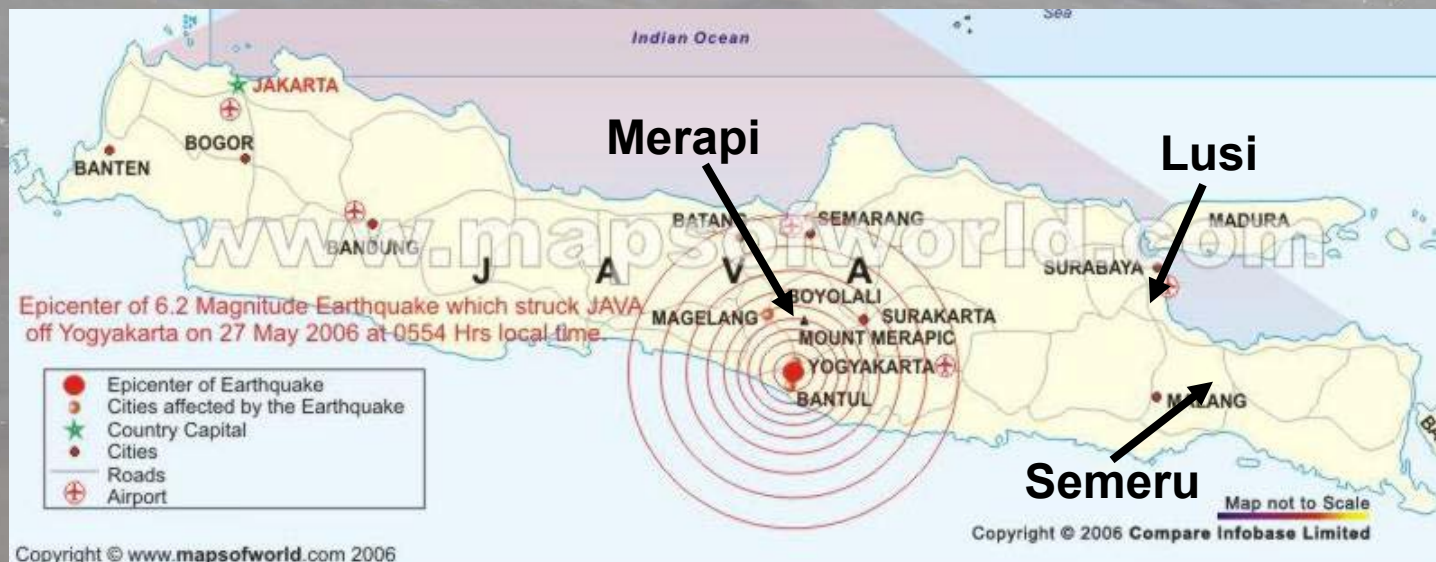 Sea
Indian Ocean
JAKARTA
BOGOR
BANTEN
BANDUNG
Merapi
Lusi
BATANG
SEMARANG
MADURA
www.mapsofworld.com
J A V A
SURABAYA
BOYOLALI
Epicenter of 6.2 Magnitude Earthquake which struck JAVA
off Yogyakarta on 27 May 2006 at 0554 Hrs local time.
MAGELANG
SURAKARTA
MOUNT MERAPIC
YOGYAKARTA
BANTUL
MALANG
Epicenter of Earthquake
Cities affected by the Earthquake
Country Capital
Cities
Roads
Airport
Semeru
Map not to Scale
Copyright © 2006 Compare Infobase Limited
Copyright © www.mapsofworld.com 2006